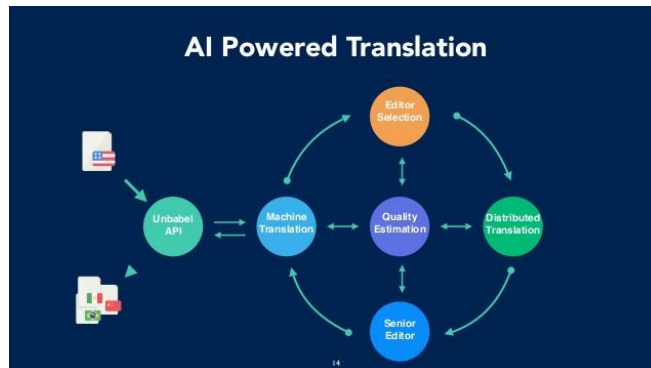 AI Powered Translation
Editor
Selection
Unbabel
API
Machine
Translation
Quality
Estimation
Distributed
Translation
Senior
Editor
14